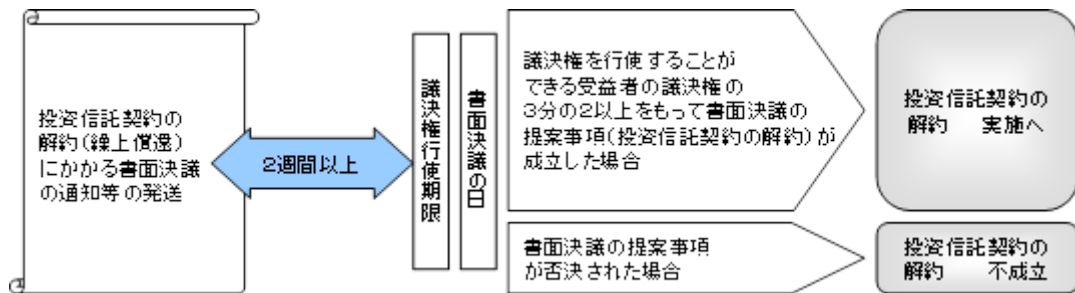 投資信託契約の
解約(繰上償還)
にかかる書面決議
の通知等の発送
2週間以上
議決権行使期限
書面決議の日
議決権を行使することが
できる受益者の議決権の
3分の2以上をもって書面決議の
提案事項(投資信託契約の解約)が
成立した場合
投資信託契約の
解約 実施へ
書面決議の提案事項
が否決された場合
投資信託契約の
解約 不成立